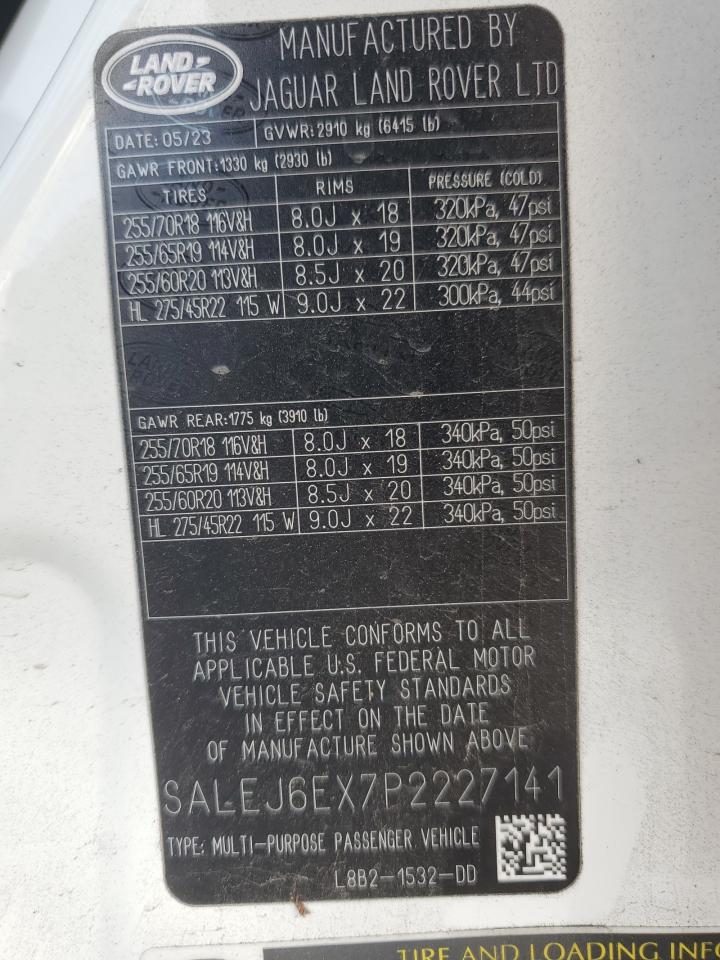 LAND-
-ROVER
MANUFACTURED BY
JAGUAR LAND ROVER LTD
DATE: 05/23 GVWR:2910 kg (6415 lb)
GAWR FRONT:1330 kg (2930 lb)
TIRES RIMS PRESSURE (COLD)
255/70R18 116V&H 8.0J x 18 320kPa, 47psi
255/65R19 114V&H 8.0J x 19 320kPa, 47psi
255/60R20 113V&H 8.5J x 20 320kPa, 47psi
HL 275/45R22 115 W 9.0J x 22 300kPa, 44psi
GAWR REAR:1775 kg (3910 lb)
255/70R18 116V&H 8.0J x 18 340kPa, 50psi
255/65R19 114V&H 8.0J x 19 340kPa, 50psi
255/60R20 113V&H 8.5J x 20 340kPa, 50psi
HL 275/45R22 115 W 9.0J x 22 340kPa, 50psi
THIS VEHICLE CONFORMS TO ALL
APPLICABLE U.S. FEDERAL MOTOR
VEHICLE SAFETY STANDARDS
IN EFFECT ON THE DATE
OF MANUFACTURE SHOWN ABOVE
SALEJ6EX7P2227141
TYPE: MULTI-PURPOSE PASSENGER VEHICLE
L8B2-1532-DD
TIRE AND LOADING INFO